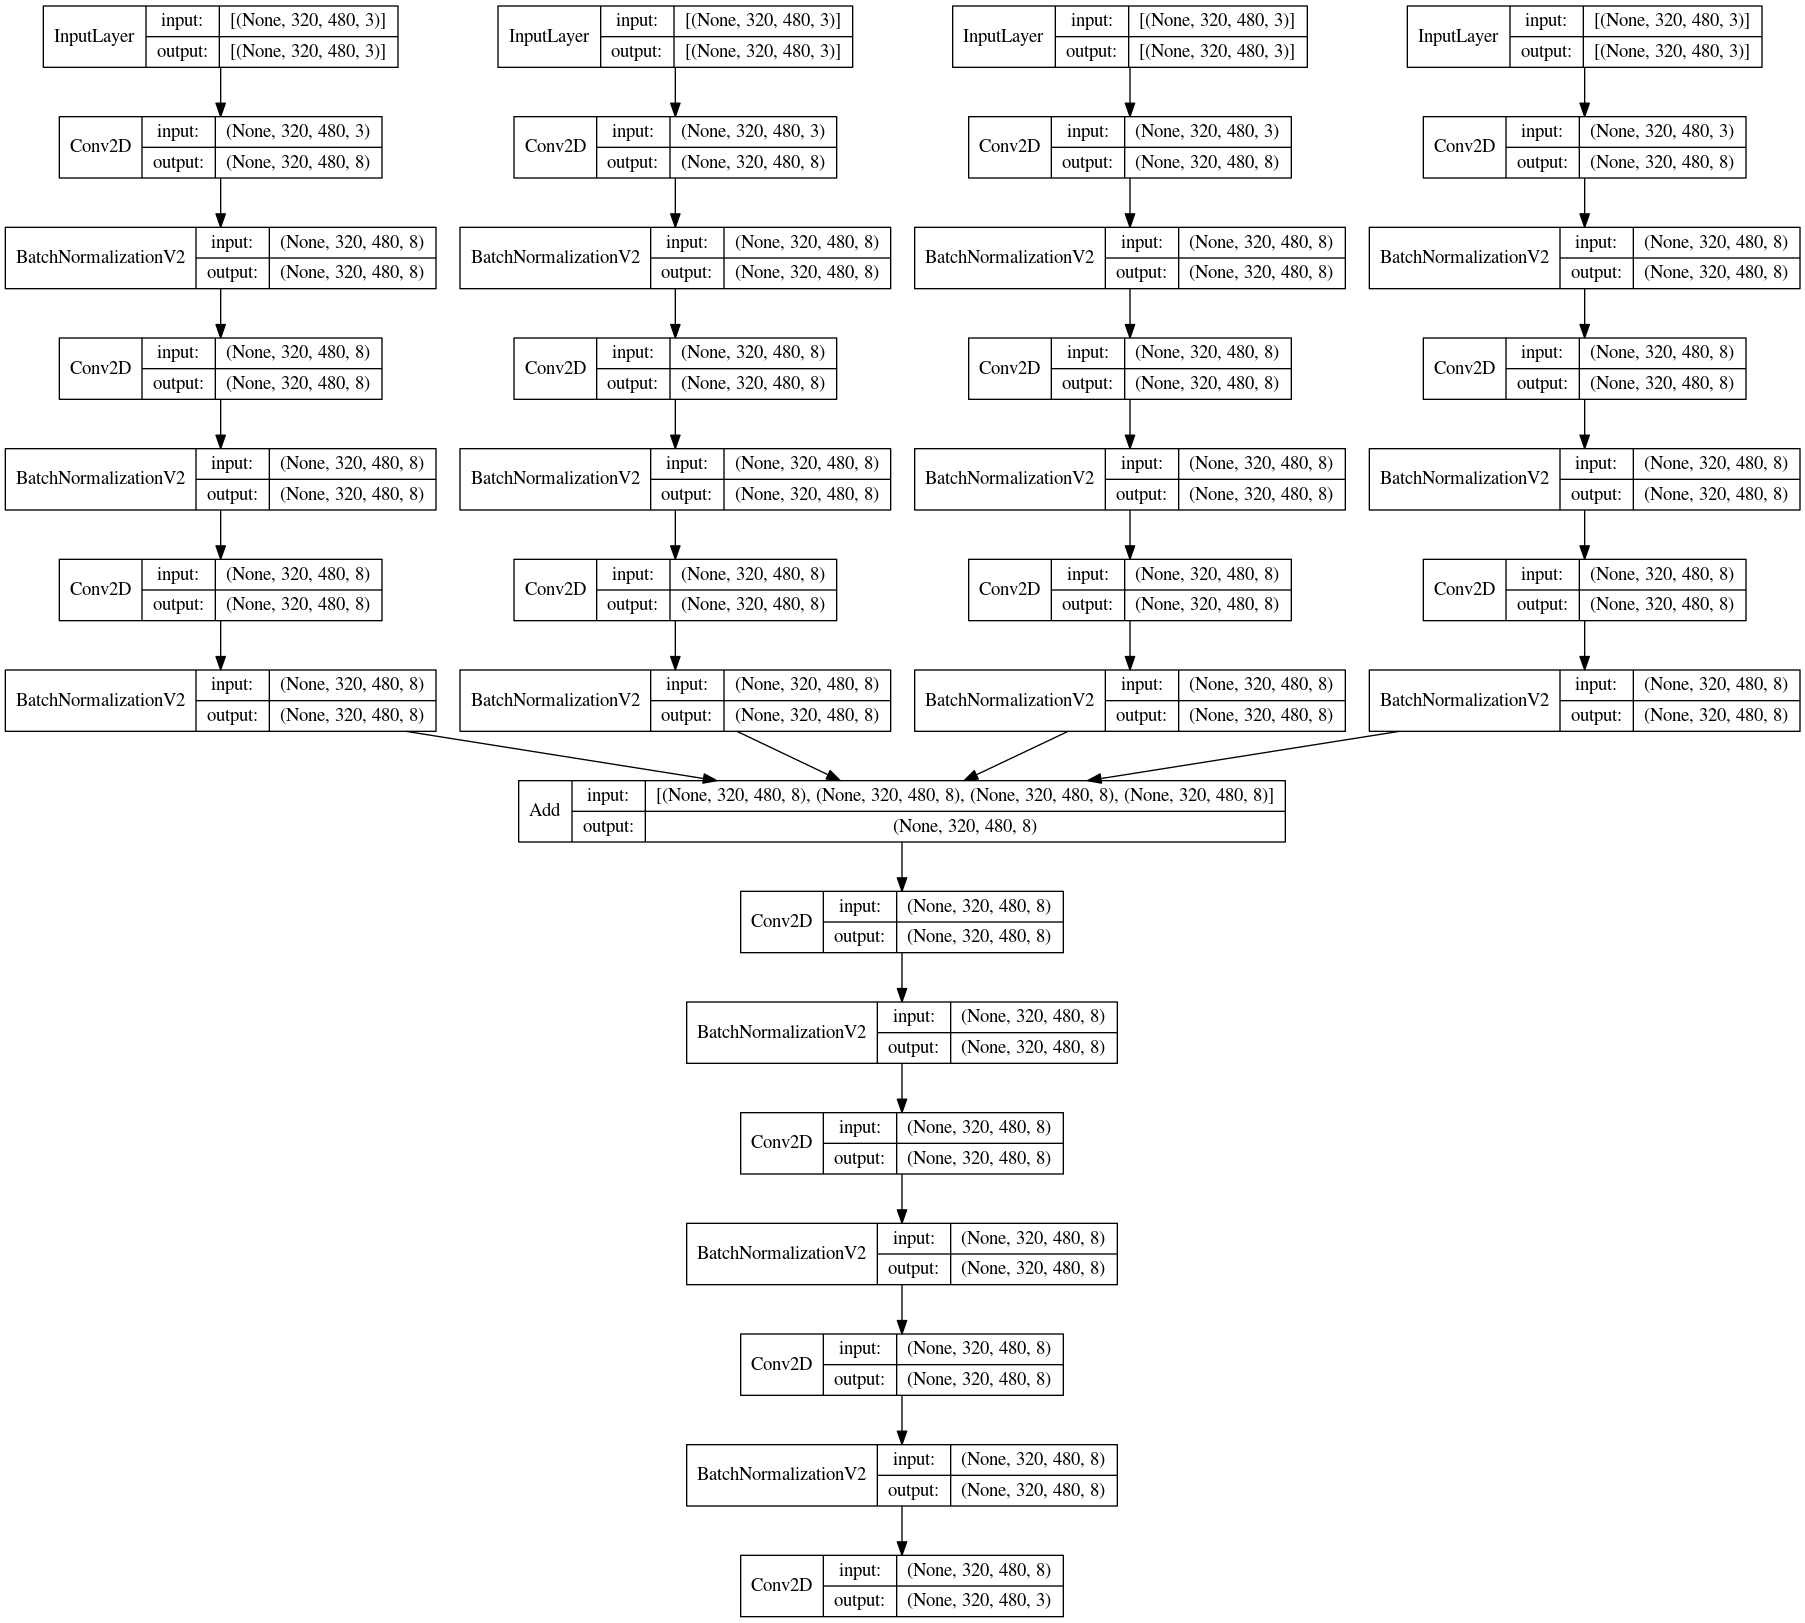 InputLayer input: [(None, 320, 480, 3)] output: [(None, 320, 480, 3)]
InputLayer input: [(None, 320, 480, 3)] output: [(None, 320, 480, 3)]
InputLayer input: [(None, 320, 480, 3)] output: [(None, 320, 480, 3)]
InputLayer input: [(None, 320, 480, 3)] output: [(None, 320, 480, 3)]
Conv2D input: (None, 320, 480, 3) output: (None, 320, 480, 8)
Conv2D input: (None, 320, 480, 3) output: (None, 320, 480, 8)
Conv2D input: (None, 320, 480, 3) output: (None, 320, 480, 8)
Conv2D input: (None, 320, 480, 3) output: (None, 320, 480, 8)
BatchNormalizationV2 input: (None, 320, 480, 8) output: (None, 320, 480, 8)
BatchNormalizationV2 input: (None, 320, 480, 8) output: (None, 320, 480, 8)
BatchNormalizationV2 input: (None, 320, 480, 8) output: (None, 320, 480, 8)
BatchNormalizationV2 input: (None, 320, 480, 8) output: (None, 320, 480, 8)
Conv2D input: (None, 320, 480, 8) output: (None, 320, 480, 8)
Conv2D input: (None, 320, 480, 8) output: (None, 320, 480, 8)
Conv2D input: (None, 320, 480, 8) output: (None, 320, 480, 8)
Conv2D input: (None, 320, 480, 8) output: (None, 320, 480, 8)
BatchNormalizationV2 input: (None, 320, 480, 8) output: (None, 320, 480, 8)
BatchNormalizationV2 input: (None, 320, 480, 8) output: (None, 320, 480, 8)
BatchNormalizationV2 input: (None, 320, 480, 8) output: (None, 320, 480, 8)
BatchNormalizationV2 input: (None, 320, 480, 8) output: (None, 320, 480, 8)
Conv2D input: (None, 320, 480, 8) output: (None, 320, 480, 8)
Conv2D input: (None, 320, 480, 8) output: (None, 320, 480, 8)
Conv2D input: (None, 320, 480, 8) output: (None, 320, 480, 8)
Conv2D input: (None, 320, 480, 8) output: (None, 320, 480, 8)
BatchNormalizationV2 input: (None, 320, 480, 8) output: (None, 320, 480, 8)
BatchNormalizationV2 input: (None, 320, 480, 8) output: (None, 320, 480, 8)
BatchNormalizationV2 input: (None, 320, 480, 8) output: (None, 320, 480, 8)
BatchNormalizationV2 input: (None, 320, 480, 8) output: (None, 320, 480, 8)
Add input: [(None, 320, 480, 8), (None, 320, 480, 8), (None, 320, 480, 8), (None, 320, 480, 8)] output: (None, 320, 480, 8)
Conv2D input: (None, 320, 480, 8) output: (None, 320, 480, 8)
BatchNormalizationV2 input: (None, 320, 480, 8) output: (None, 320, 480, 8)
Conv2D input: (None, 320, 480, 8) output: (None, 320, 480, 8)
BatchNormalizationV2 input: (None, 320, 480, 8) output: (None, 320, 480, 8)
Conv2D input: (None, 320, 480, 8) output: (None, 320, 480, 8)
BatchNormalizationV2 input: (None, 320, 480, 8) output: (None, 320, 480, 8)
Conv2D input: (None, 320, 480, 8) output: (None, 320, 480, 3)